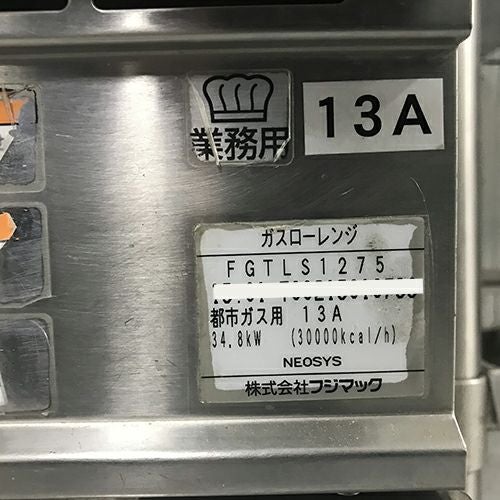 業務用
13A
ガスローレンジ
FGTLS1275
都市ガス用 13A
34.8kW (30000kcal/h)
NEOSYS
株式会社フジマック